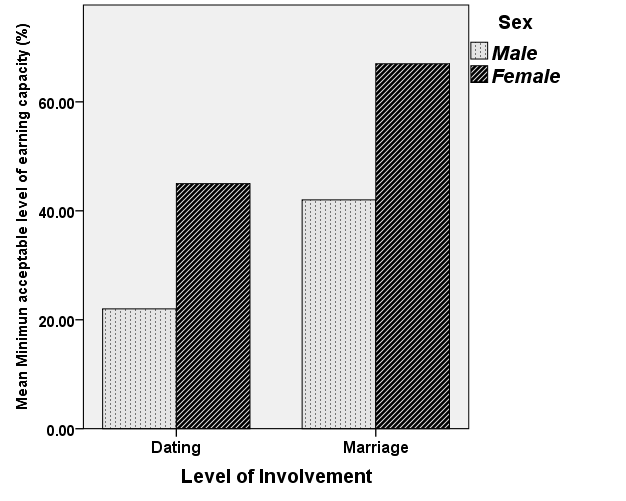 Mean Minimun acceptable level of earning capacity (%)
60.00
40.00
20.00
0.00
Dating
Marriage
Level of Involvement
Sex
Male
Female